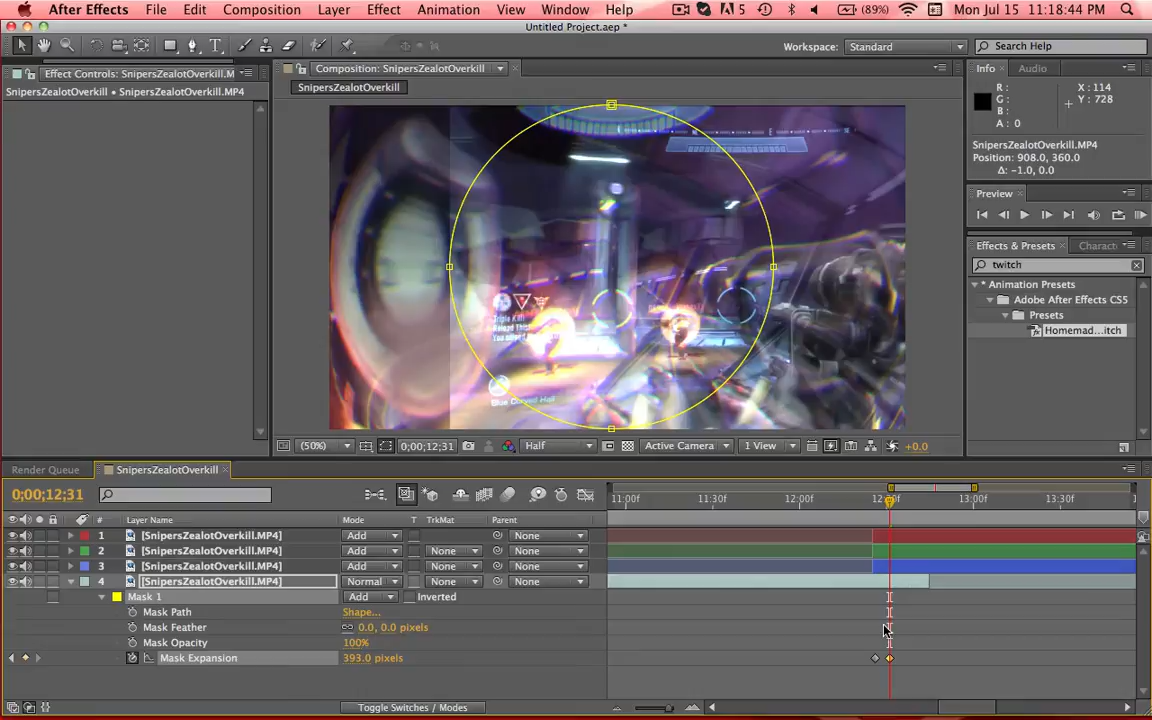 After Effects File Edit Composition Layer Effect Animation View Window Help 5 (89%) Mon Jul 15 11:18:44 PM
Untitled Project.aep *
Workspace: Standard Search Help
Effect Controls: SnipersZealotOverkill.M
Composition: SnipersZealotOverkill
Info Audio
SnipersZealotOverkill • SnipersZealotOverkill.MP4
SnipersZealotOverkill
R : X : 114
G : Y : 728
B :
A : 0
SnipersZealotOverkill.MP4
Position: 908.0, 360.0
Δ: -1.0, 0.0
Preview
Effects & Presets Charact
twitch
* Animation Presets
Adobe After Effects CS5
Presets
Homemad...itch
Triple Kill!
Blue Curved Hall
(50%) 0;00;12;31 Half Active Camera 1 View +0.0
Render Queue SnipersZealotOverkill
0;00;12;31
11:00f 11:30f 12:00f 13:00f 13:30f
# Layer Name Mode T TrkMat Parent
1 [SnipersZealotOverkill.MP4] Add None
2 [SnipersZealotOverkill.MP4] Add None None
3 [SnipersZealotOverkill.MP4] Add None None
4 [SnipersZealotOverkill.MP4] Normal None None
Mask 1 Add Inverted
Mask Path Shape...
Mask Feather 0.0, 0.0 pixels
Mask Opacity 100%
Mask Expansion 393.0 pixels
Toggle Switches / Modes